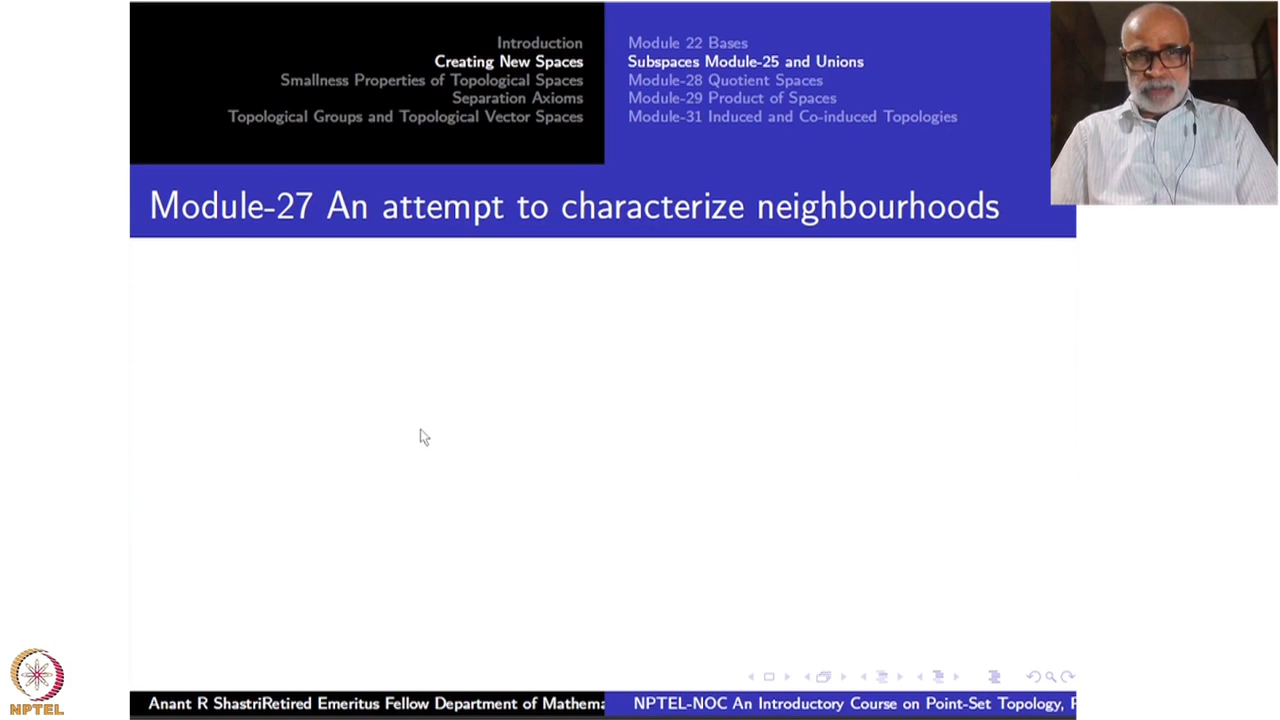 Introduction
Creating New Spaces
Smallness Properties of Topological Spaces
Separation Axioms
Topological Groups and Topological Vector Spaces
Module 22 Bases
Subspaces Module-25 and Unions
Module-28 Quotient Spaces
Module-29 Product of Spaces
Module-31 Induced and Co-induced Topologies
Module-27 An attempt to characterize neighbourhoods
NPTEL
Anant R ShastriRetired Emeritus Fellow Department of Mathema
NPTEL-NOC An Introductory Course on Point-Set Topology, P